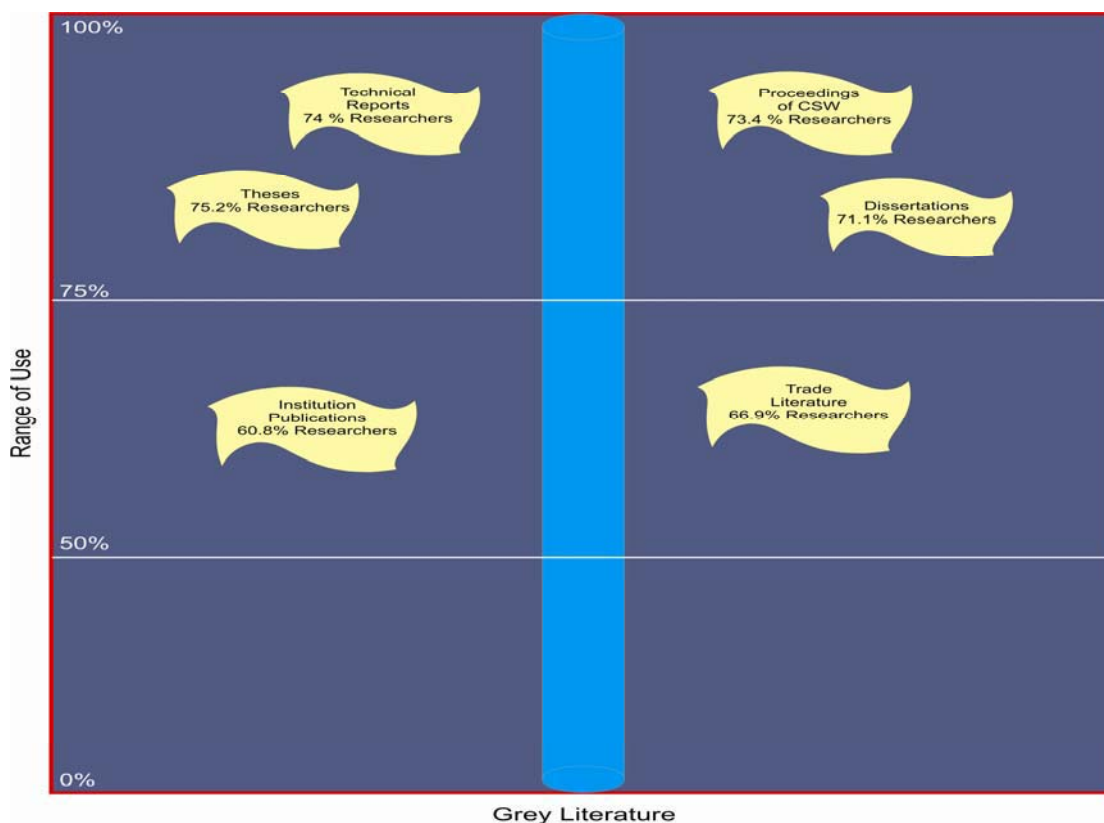 100%
Technical
Reports
74 % Researchers
Proceedings
of CSW
73.4 % Researchers
Theses
75.2% Researchers
Dissertations
71.1% Researchers
75%
Range of Use
Institution
Publications
60.8% Researchers
Trade
Literature
66.9% Researchers
50%
0%
Grey Literature